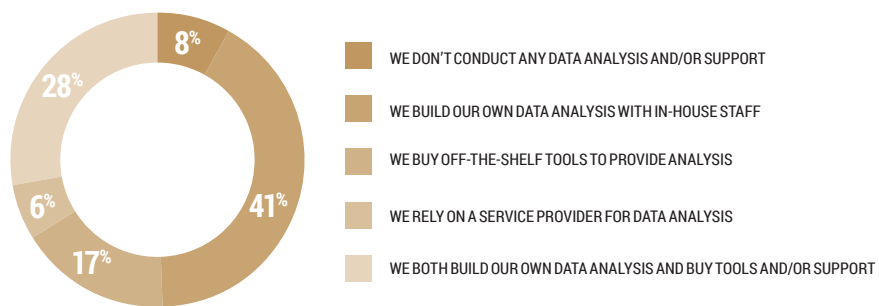 8%
28%
41%
6%
17%
WE DON'T CONDUCT ANY DATA ANALYSIS AND/OR SUPPORT
WE BUILD OUR OWN DATA ANALYSIS WITH IN-HOUSE STAFF
WE BUY OFF-THE-SHELF TOOLS TO PROVIDE ANALYSIS
WE RELY ON A SERVICE PROVIDER FOR DATA ANALYSIS
WE BOTH BUILD OUR OWN DATA ANALYSIS AND BUY TOOLS AND/OR SUPPORT